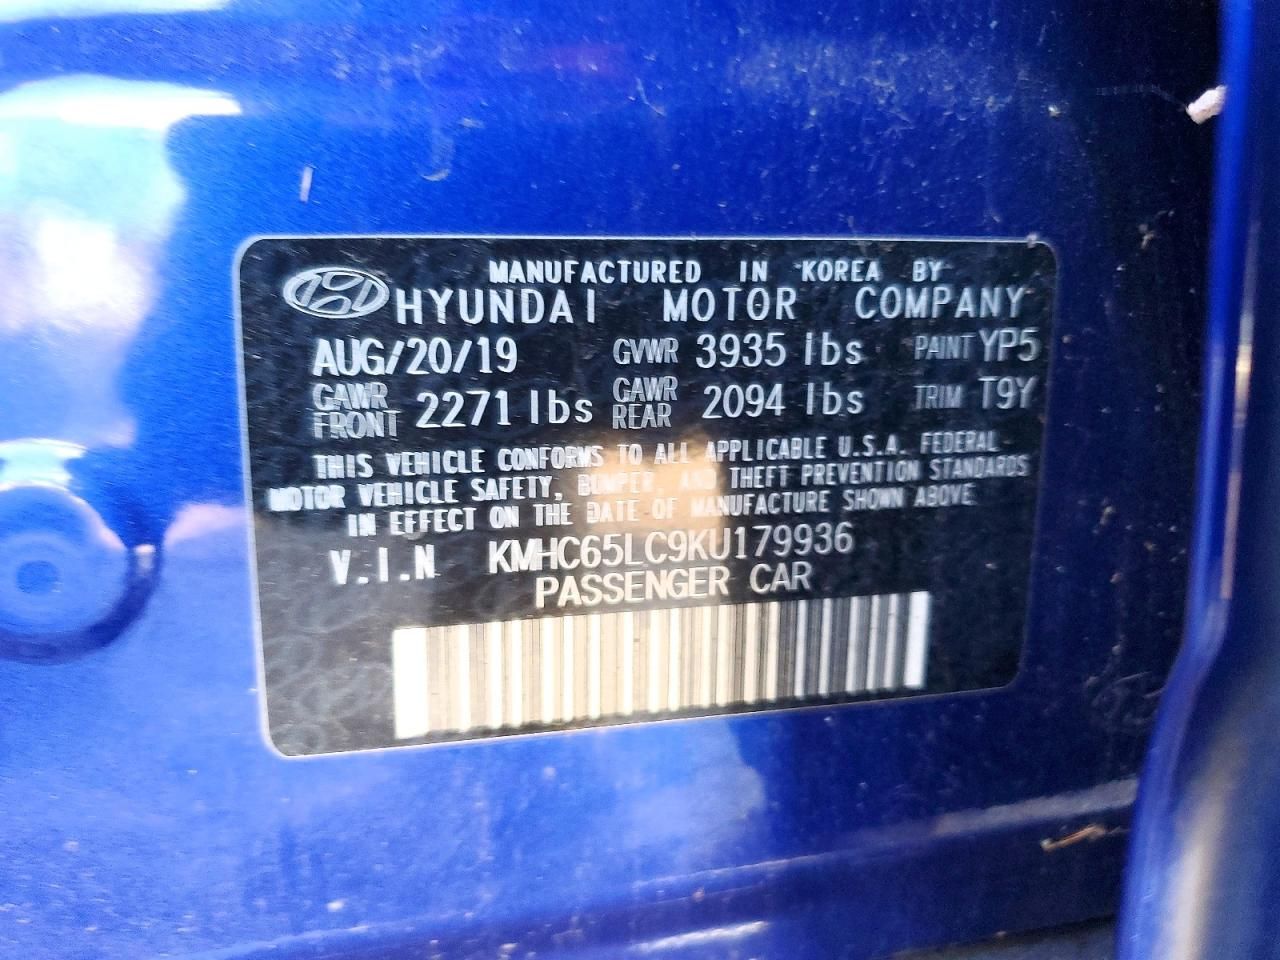 MANUFACTURED IN KOREA BY
HYUNDAI MOTOR COMPANY
AUG/20/19 GVWR 3935 lbs PAINT YP5
GAWR FRONT 2271 lbs GAWR REAR 2094 lbs TRIM T9Y
THIS VEHICLE CONFORMS TO ALL APPLICABLE U.S.A. FEDERAL
MOTOR VEHICLE SAFETY, BUMPER, AND THEFT PREVENTION STANDARDS
IN EFFECT ON THE DATE OF MANUFACTURE SHOWN ABOVE
V.I.N KMHC65LC9KU179936
PASSENGER CAR